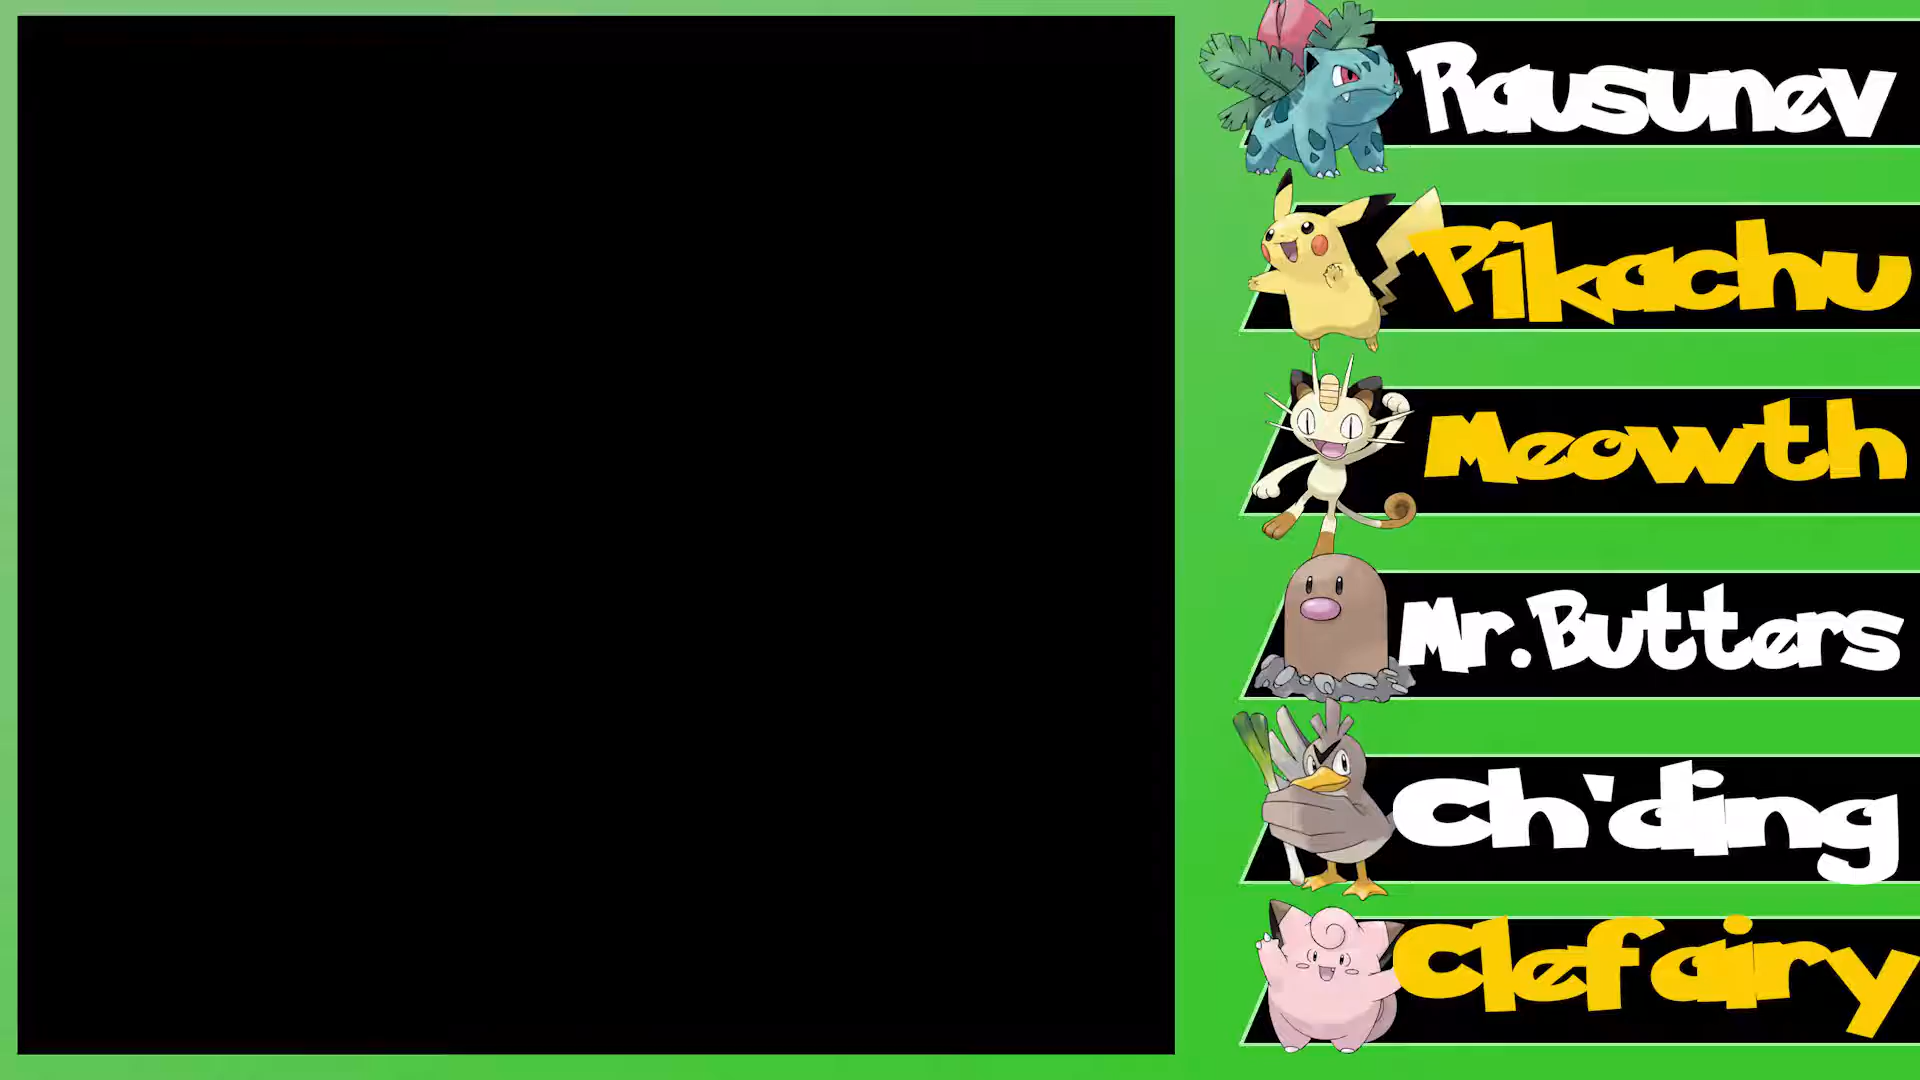 Rausunev
Pikachu
Meowth
Mr.Butters
Ch'ding
Clefairy